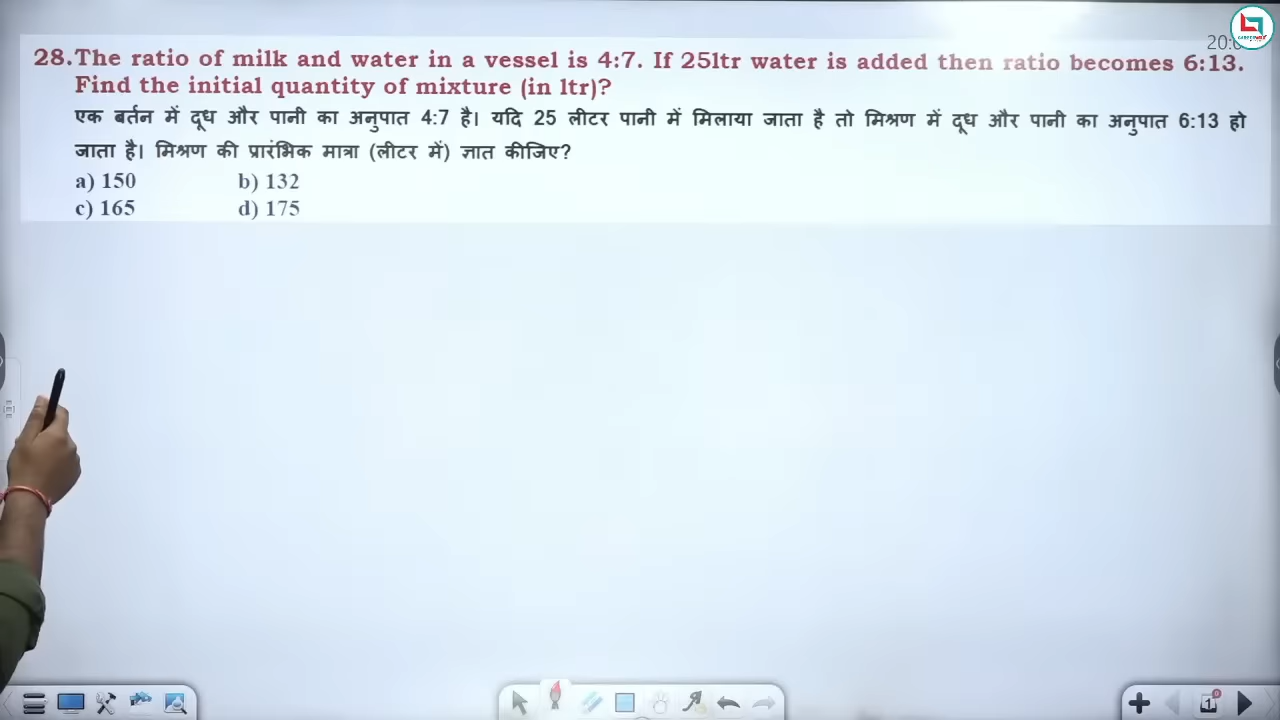 28.The ratio of milk and water in a vessel is 4:7. If 25ltr water is added then ratio becomes 6:13.
Find the initial quantity of mixture (in ltr)?
एक बर्तन में दूध और पानी का अनुपात 4:7 है। यदि 25 लीटर पानी में मिलाया जाता है तो मिश्रण में दूध और पानी का अनुपात 6:13 हो
जाता है। मिश्रण की प्रारंभिक मात्रा (लीटर में) ज्ञात कीजिए?
a) 150 b) 132
c) 165 d) 175